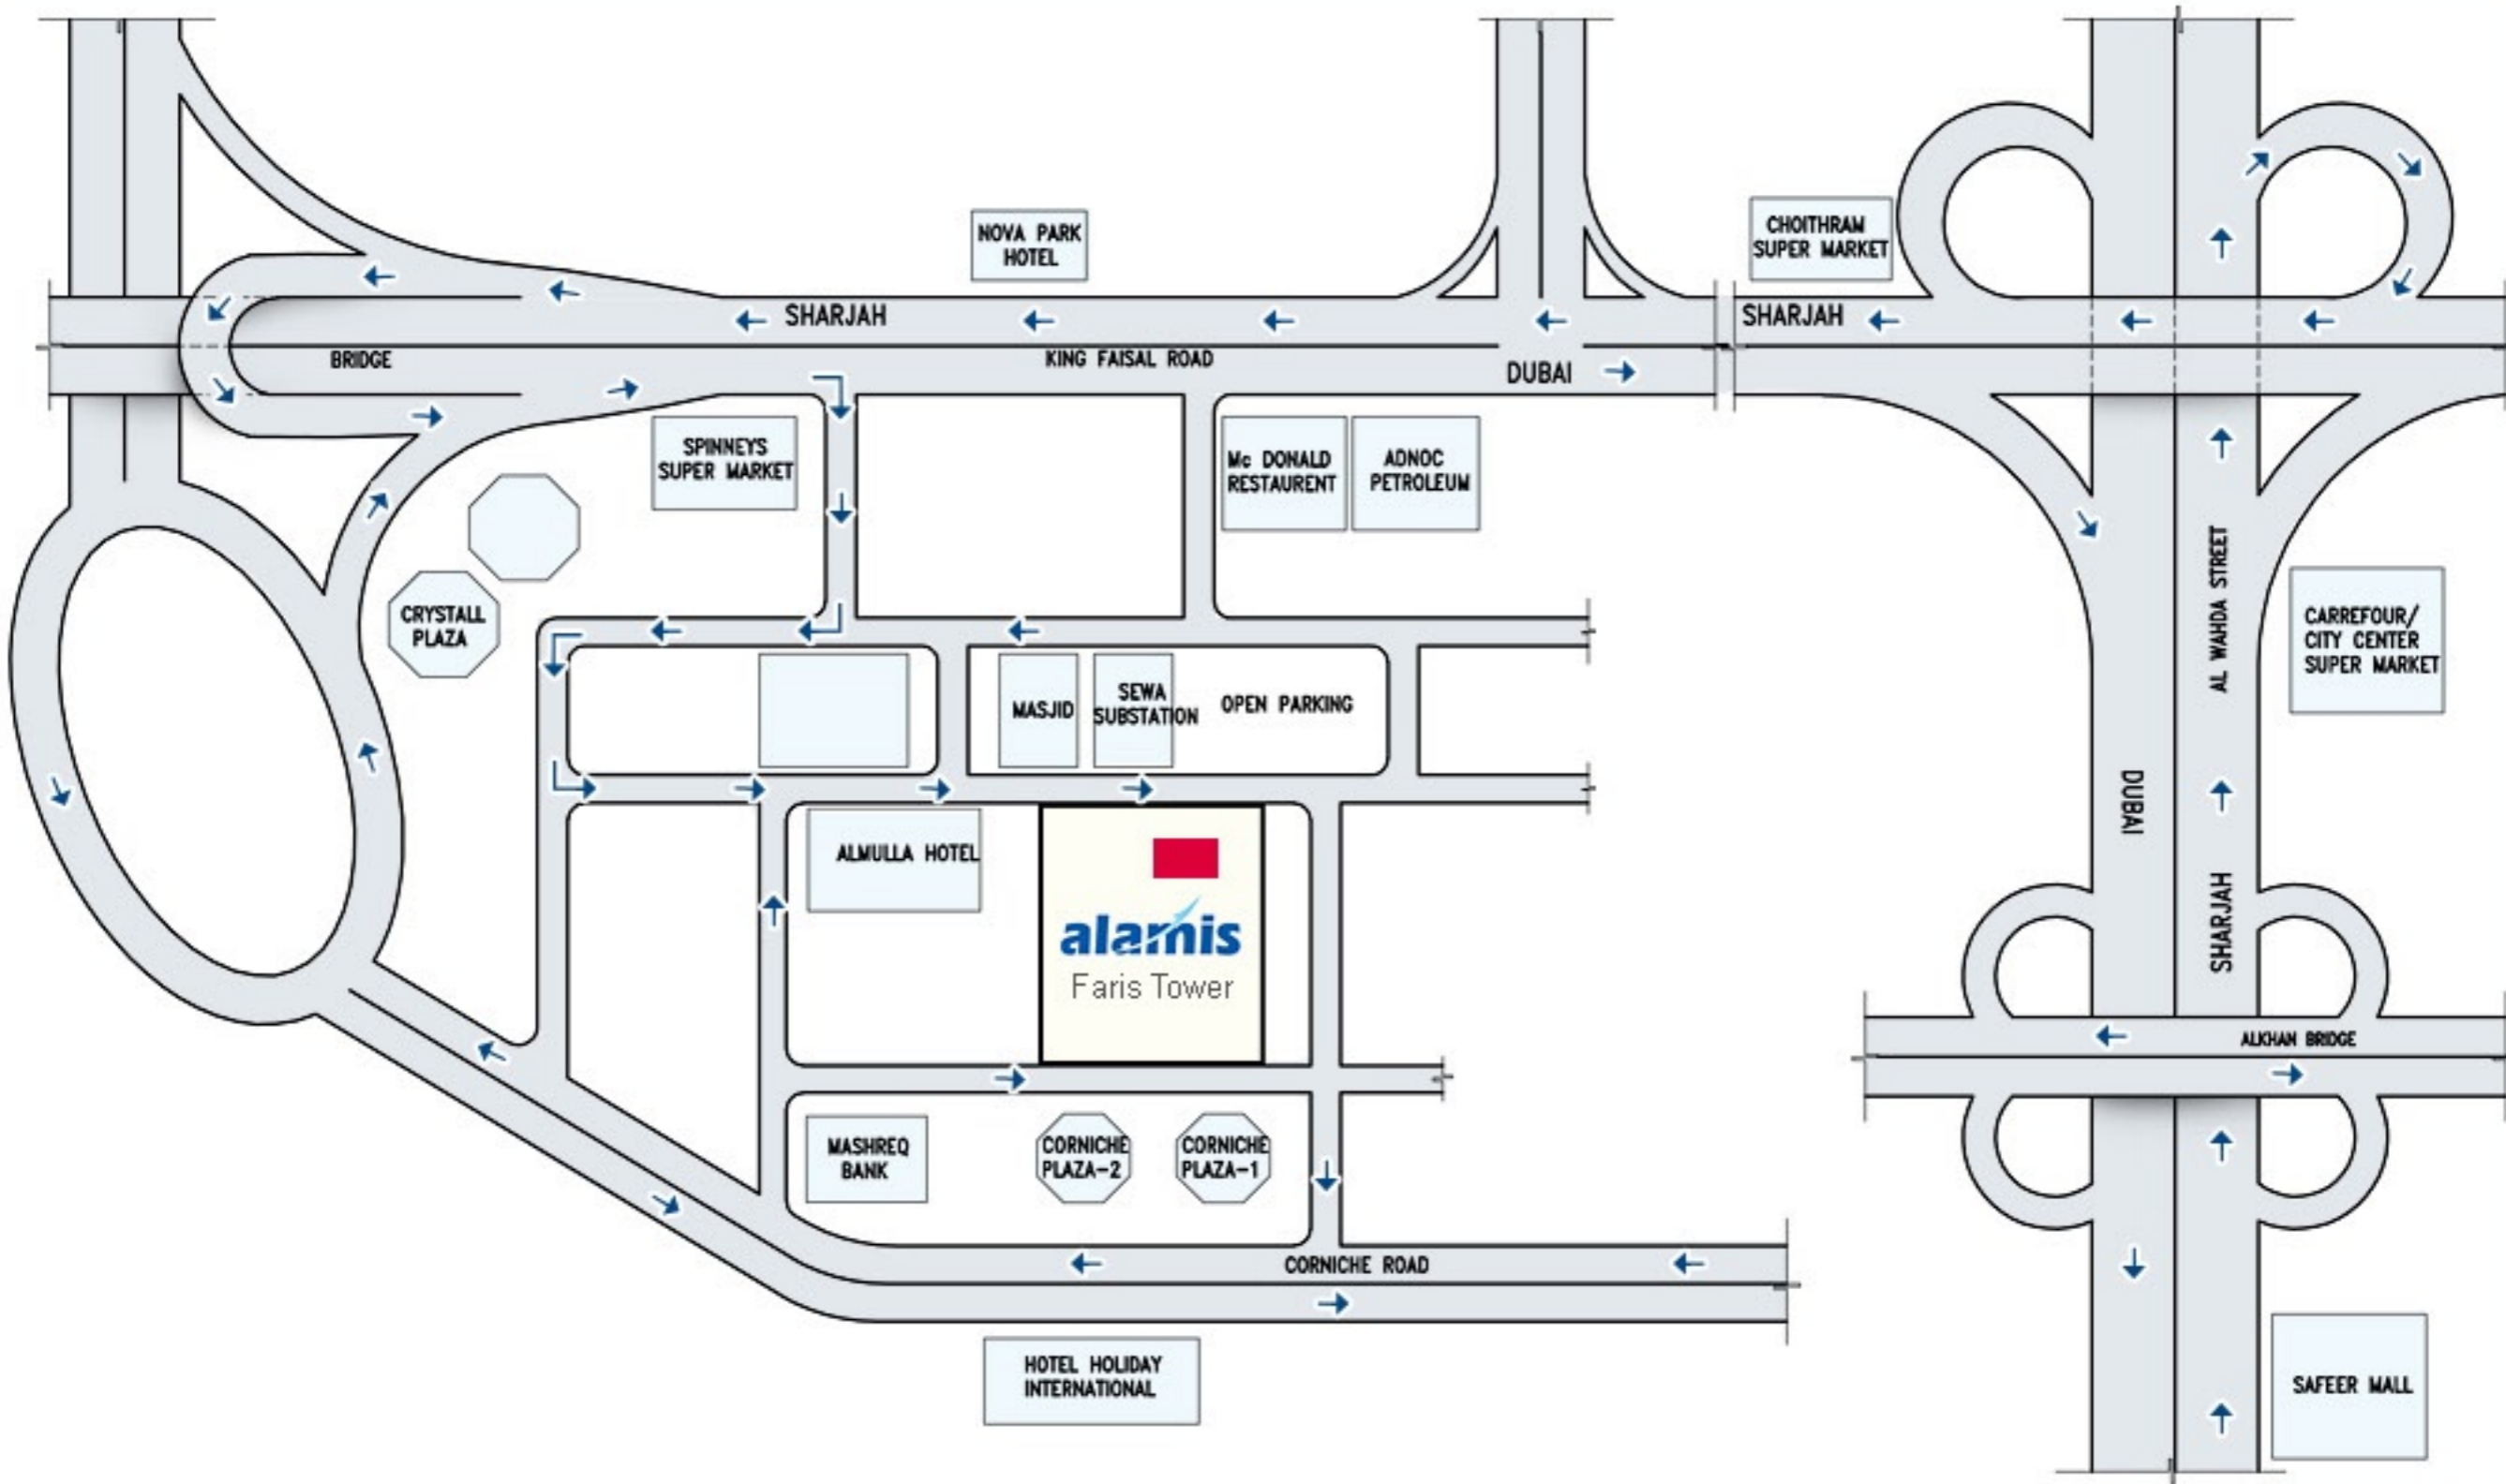 NOVA PARK
HOTEL
CHOITHRAM
SUPER MARKET
SHARJAH
SHARJAH
BRIDGE
KING FAISAL ROAD
DUBAI
SPINNEYS
SUPER MARKET
Mc DONALD
RESTAURENT
ADNOC
PETROLEUM
CRYSTALL
PLAZA
AL WAHDA STREET
CARREFOUR/
CITY CENTER
SUPER MARKET
MASJID
SEWA
SUBSTATION
OPEN PARKING
DUBAI
ALMULLA HOTEL
SHARJAH
alamis
Faris Tower
ALKHAN BRIDGE
MASHREQ
BANK
CORNICHE
PLAZA-2
CORNICHE
PLAZA-1
CORNICHE ROAD
HOTEL HOLIDAY
INTERNATIONAL
SAFEER MALL